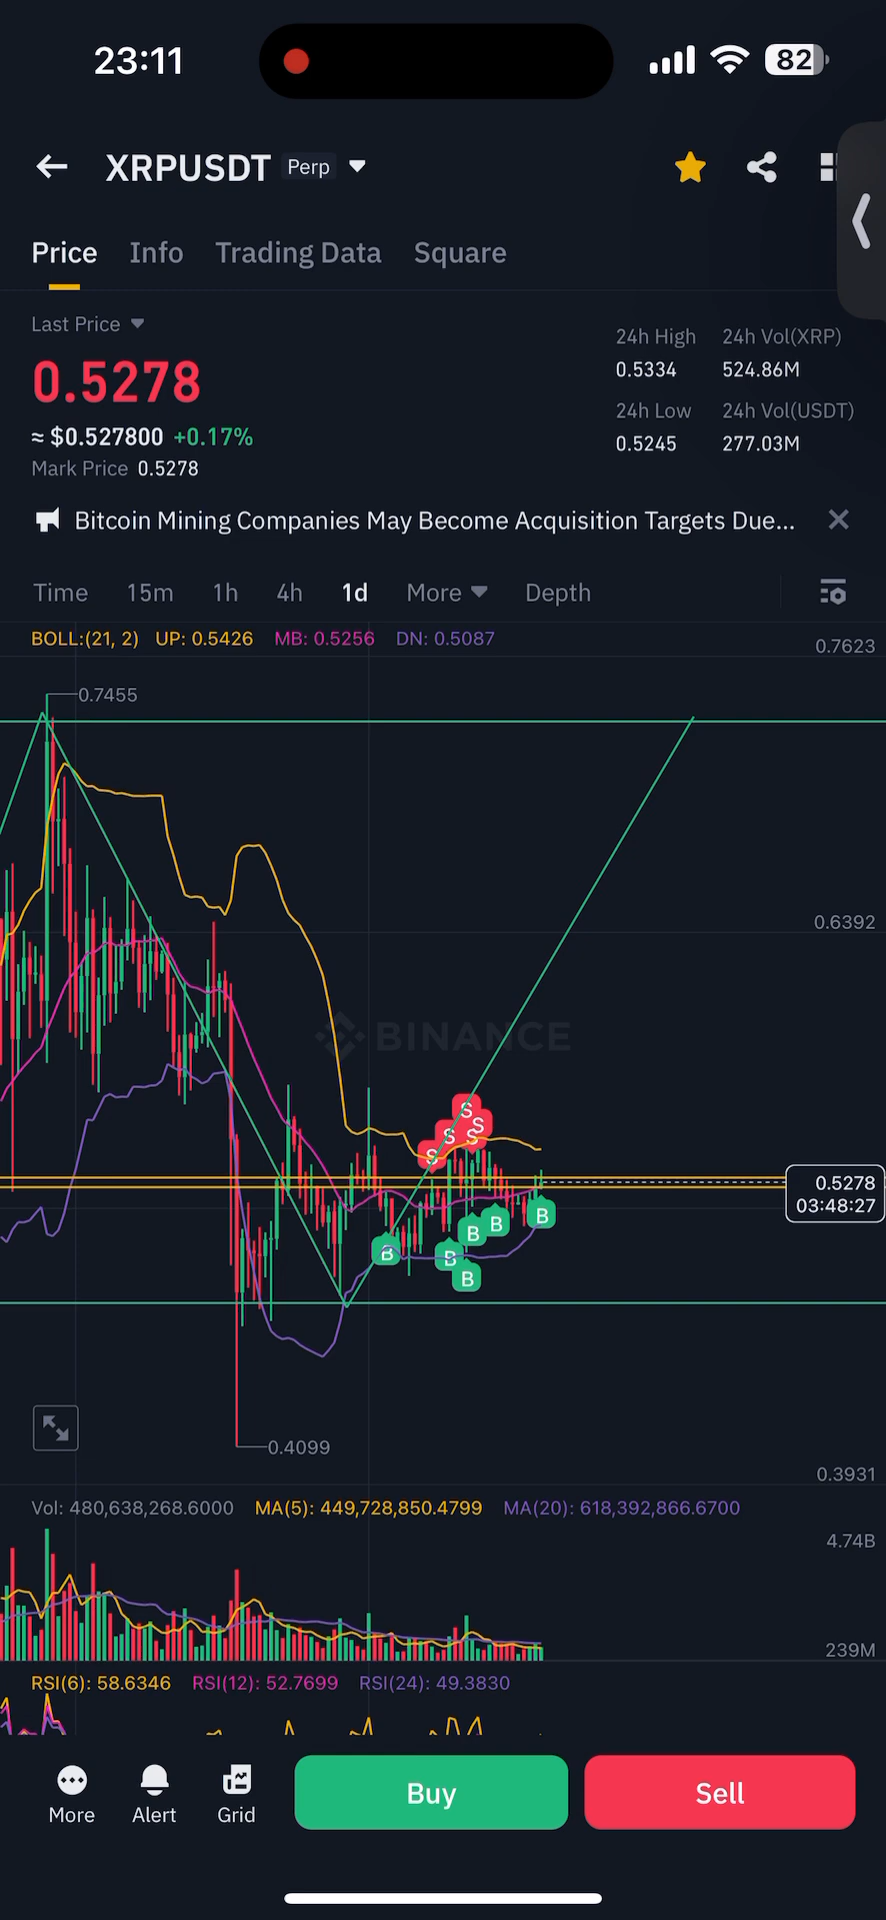 23:11
82
XRPUSDT Perp
Price Info Trading Data Square
Last Price
24h High 24h Vol(XRP)
0.5278
0.5334 524.86M
24h Low 24h Vol(USDT)
≈ $0.527800 +0.17%
0.5245 277.03M
Mark Price 0.5278
Bitcoin Mining Companies May Become Acquisition Targets Due...
Time 15m 1h 4h 1d More Depth
BOLL:(21, 2) UP: 0.5426 MB: 0.5256 DN: 0.5087
0.7623
0.7455
0.6392
BINANCE
S
S
S
S
S
0.5278
03:48:27
B
B
B
B
B
B
0.4099
0.3931
Vol: 480,638,268.6000 MA(5): 449,728,850.4799 MA(20): 618,392,866.6700
4.74B
239M
RSI(6): 58.6346 RSI(12): 52.7699 RSI(24): 49.3830
More Alert Grid Buy Sell